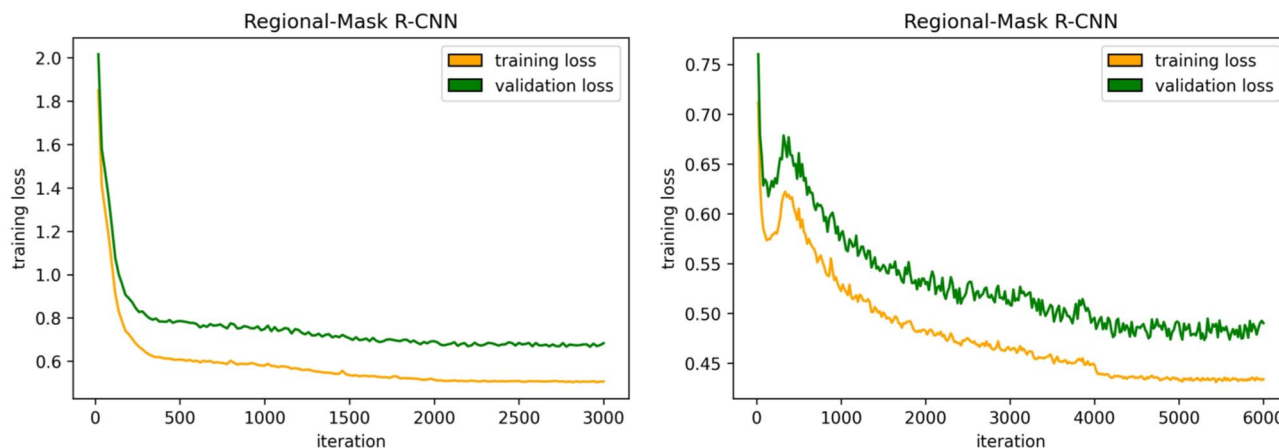 Regional-Mask R-CNN
training loss
validation loss
training loss
2.0
1.8
1.6
1.4
1.2
1.0
0.8
0.6
0
500
1000
1500
2000
2500
3000
iteration
Regional-Mask R-CNN
training loss
validation loss
training loss
0.75
0.70
0.65
0.60
0.55
0.50
0.45
0
1000
2000
3000
4000
5000
6000
iteration